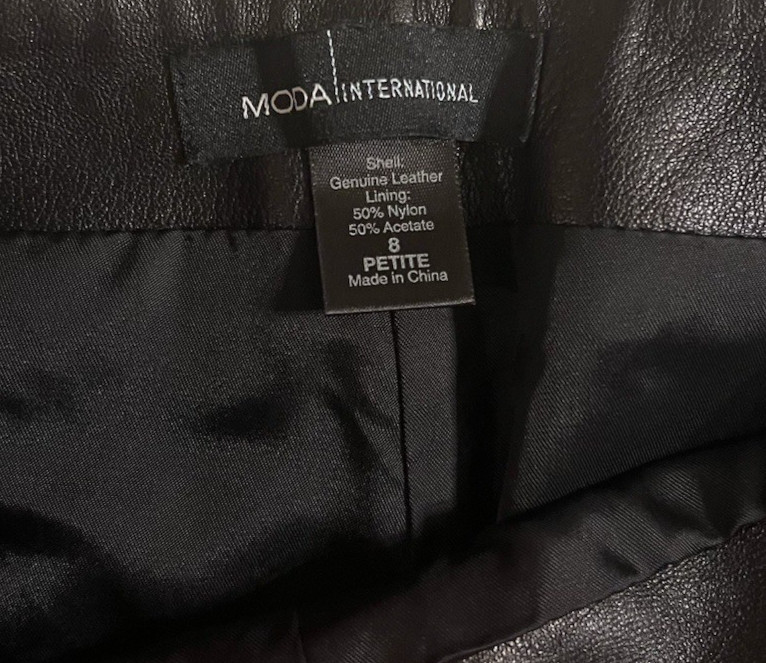 MODA INTERNATIONAL
Shell:
Genuine Leather
Lining:
50% Nylon
50% Acetate
8
PETITE
Made in China